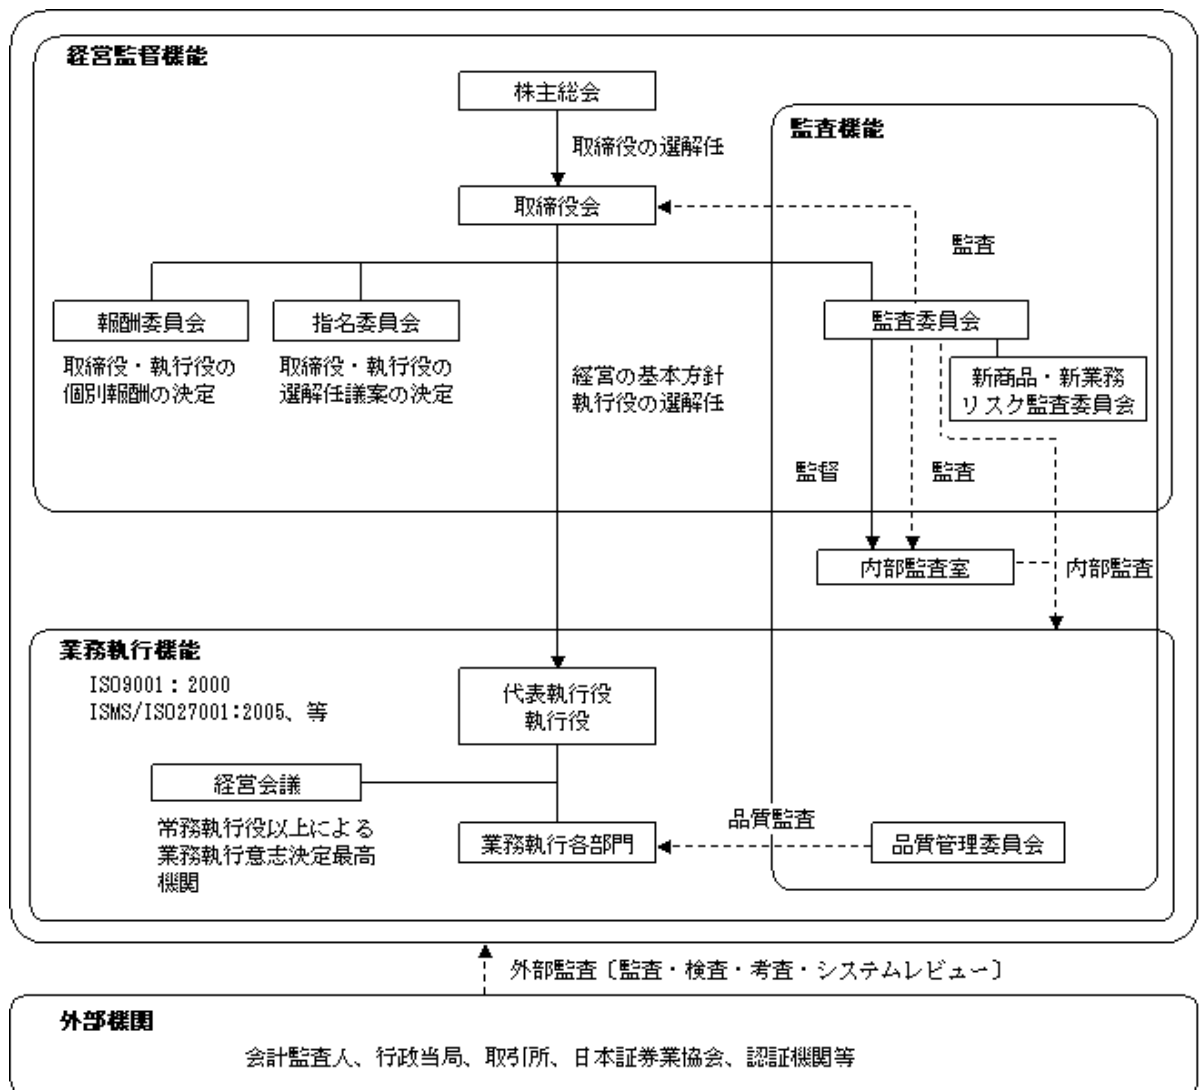 経営監督機能
株主総会
監査機能
取締役の選解任
取締役会
監査
報酬委員会
指名委員会
監査委員会
取締役・執行役の
個別報酬の決定
取締役・執行役の
選解任議案の決定
経営の基本方針
執行役の選解任
新商品・新業務
リスク監査委員会
監督
監査
内部監査室
内部監査
業務執行機能
ISO9001：2000
ISMS/ISO27001:2005、等
代表執行役
執行役
経営会議
常務執行役以上による
業務執行意志決定最高
機関
業務執行各部門
品質監査
品質管理委員会
外部監査〔監査・検査・考査・システムレビュー〕
外部機関
会計監査人、行政当局、取引所、日本証券業協会、認証機関等